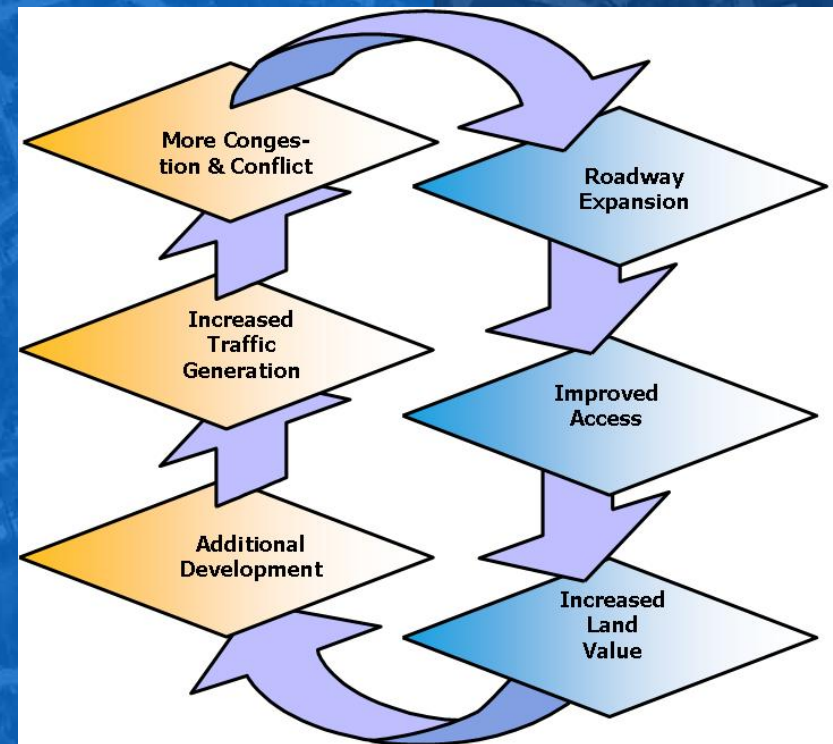 More Conges-
tion & Conflict
Roadway
Expansion
Increased
Traffic
Generation
Improved
Access
Additional
Development
Increased
Land
Value